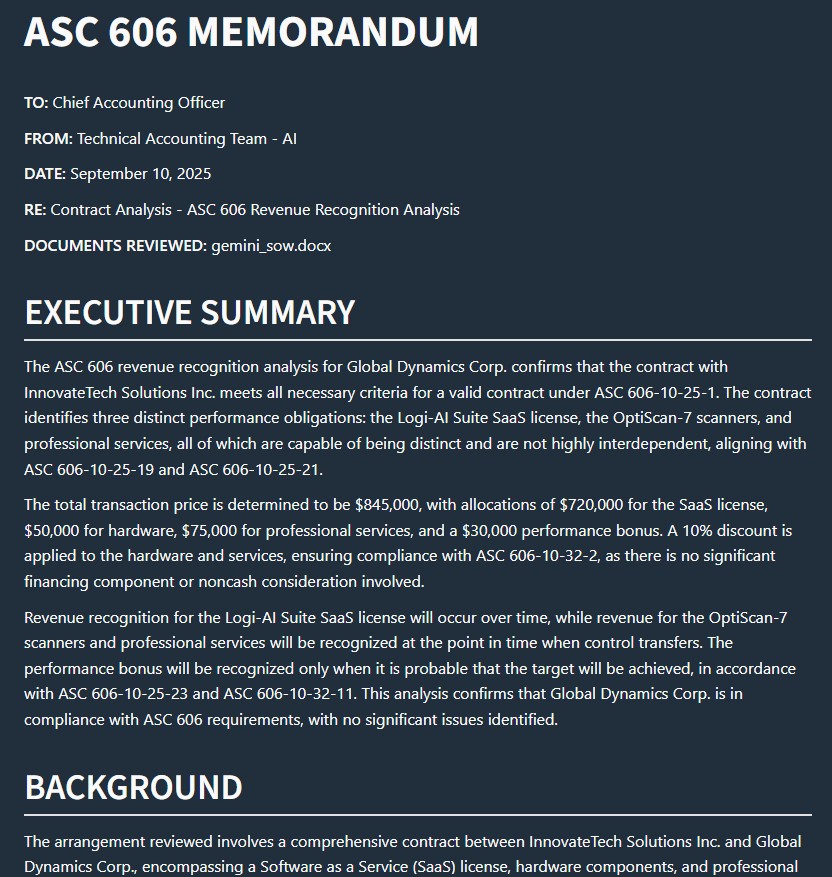 ASC 606 MEMORANDUM
TO: Chief Accounting Officer
FROM: Technical Accounting Team - AI
DATE: September 10, 2025
RE: Contract Analysis - ASC 606 Revenue Recognition Analysis
DOCUMENTS REVIEWED: gemini_sow.docx
EXECUTIVE SUMMARY
The ASC 606 revenue recognition analysis for Global Dynamics Corp. confirms that the contract with
InnovateTech Solutions Inc. meets all necessary criteria for a valid contract under ASC 606-10-25-1. The contract
identifies three distinct performance obligations: the Logi-AI Suite SaaS license, the OptiScan-7 scanners, and
professional services, all of which are capable of being distinct and are not highly interdependent, aligning with
ASC 606-10-25-19 and ASC 606-10-25-21.
The total transaction price is determined to be $845,000, with allocations of $720,000 for the SaaS license,
$50,000 for hardware, $75,000 for professional services, and a $30,000 performance bonus. A 10% discount is
applied to the hardware and services, ensuring compliance with ASC 606-10-32-2, as there is no significant
financing component or noncash consideration involved.
Revenue recognition for the Logi-AI Suite SaaS license will occur over time, while revenue for the OptiScan-7
scanners and professional services will be recognized at the point in time when control transfers. The
performance bonus will be recognized only when it is probable that the target will be achieved, in accordance
with ASC 606-10-25-23 and ASC 606-10-32-11. This analysis confirms that Global Dynamics Corp. is in
compliance with ASC 606 requirements, with no significant issues identified.
BACKGROUND
The arrangement reviewed involves a comprehensive contract between InnovateTech Solutions Inc. and Global
Dynamics Corp., encompassing a Software as a Service (SaaS) license, hardware components, and professional